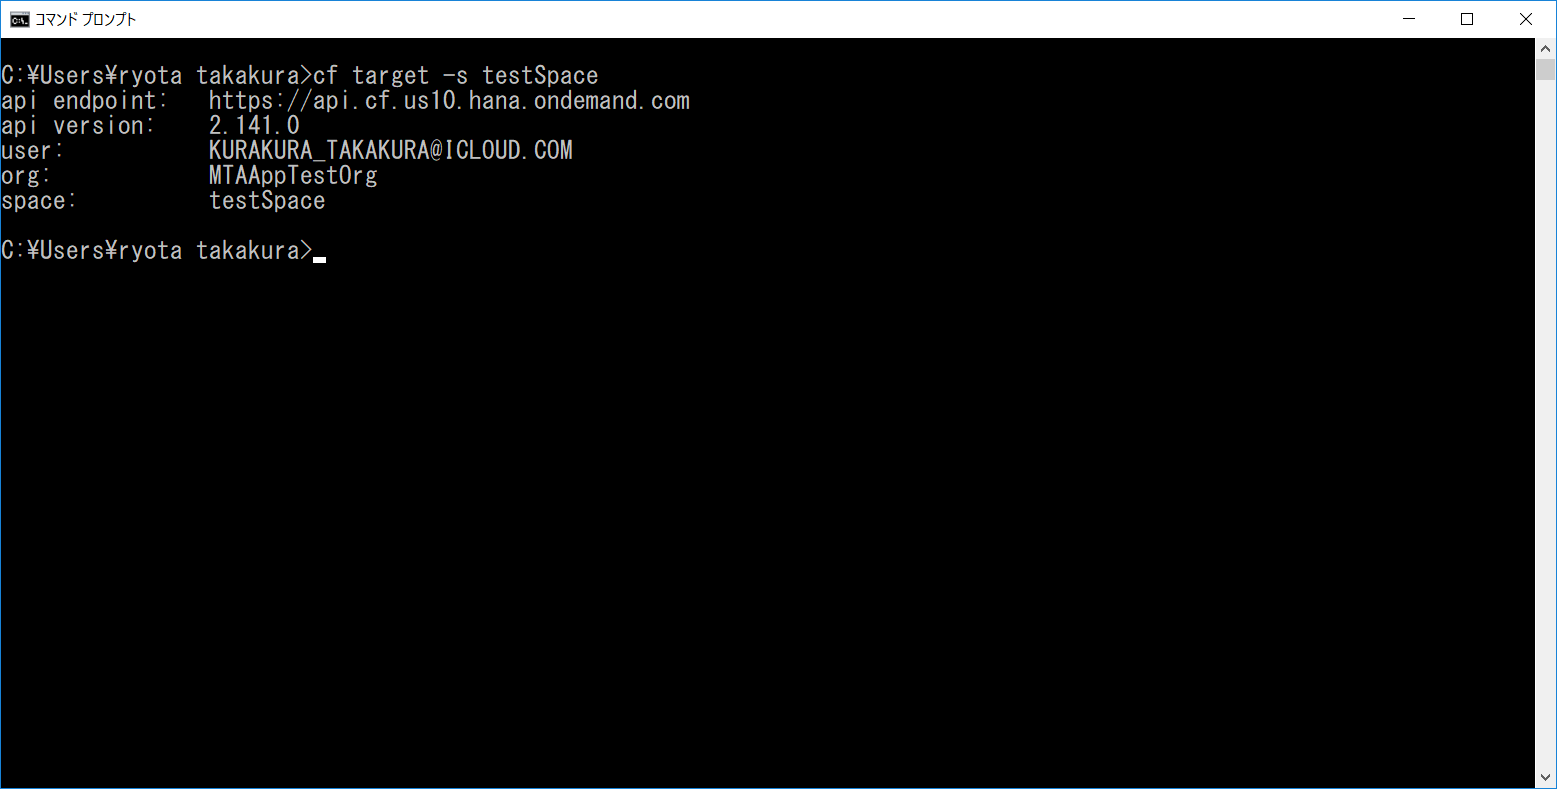 コマンド プロンプト
C:¥Users¥ryota takakura>cf target -s testSpace
api endpoint:   https://api.cf.us10.hana.ondemand.com
api version:    2.141.0
user:           KURAKURA_TAKAKURA@ICLOUD.COM
org:            MTAAppTestOrg
space:          testSpace
C:¥Users¥ryota takakura>